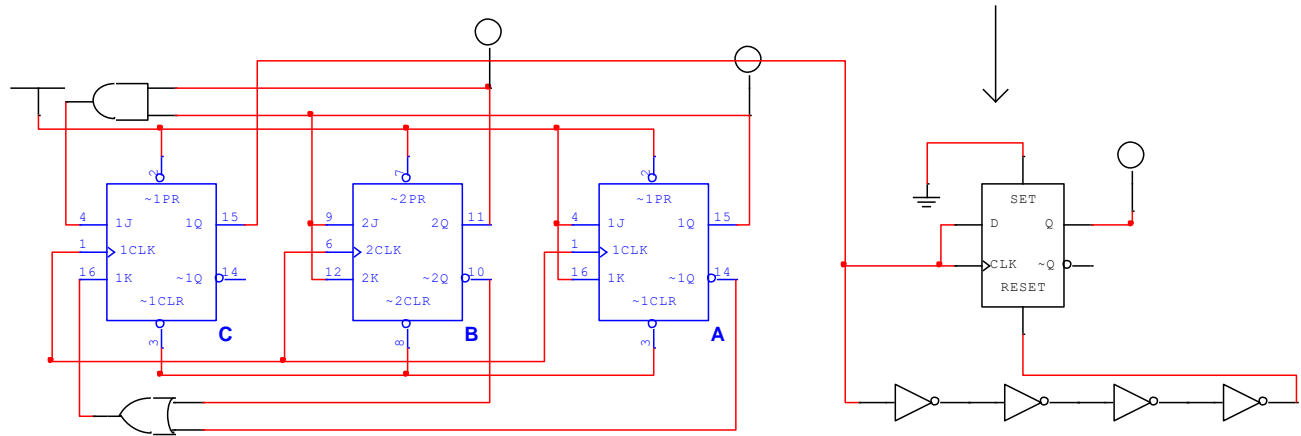 2
~1PR
4
1J
1Q
15
1
1CLK
16
1K
~1Q
14
~1CLR
3
C
7
~2PR
9
2J
2Q
11
6
2CLK
12
2K
~2Q
10
~2CLR
8
B
2
~1PR
4
1J
1Q
15
1
1CLK
16
1K
~1Q
14
~1CLR
3
A
SET
D
Q
CLK
~Q
RESET